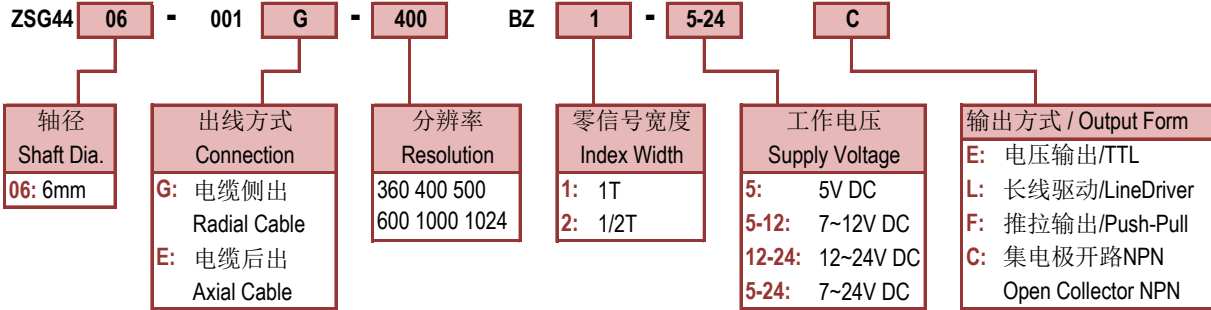 ZSG44 06 - 001 G - 400 BZ 1 - 5-24 C
轴径
Shaft Dia.
06: 6mm
出线方式
Connection
G: 电缆侧出
Radial Cable
E: 电缆后出
Axial Cable
分辨率
Resolution
360 400 500
600 1000 1024
零信号宽度
Index Width
1: 1T
2: 1/2T
工作电压
Supply Voltage
5: 5V DC
5-12: 7~12V DC
12-24: 12~24V DC
5-24: 7~24V DC
输出方式 / Output Form
E: 电压输出/TTL
L: 长线驱动/LineDriver
F: 推拉输出/Push-Pull
C: 集电极开路NPN
Open Collector NPN